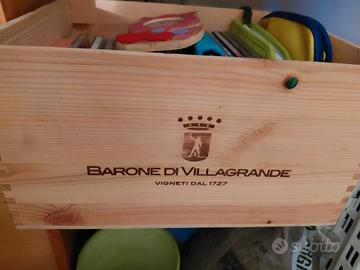 BARONE DI VILLAGRANDE
VIGNETI DAL 1727
subito